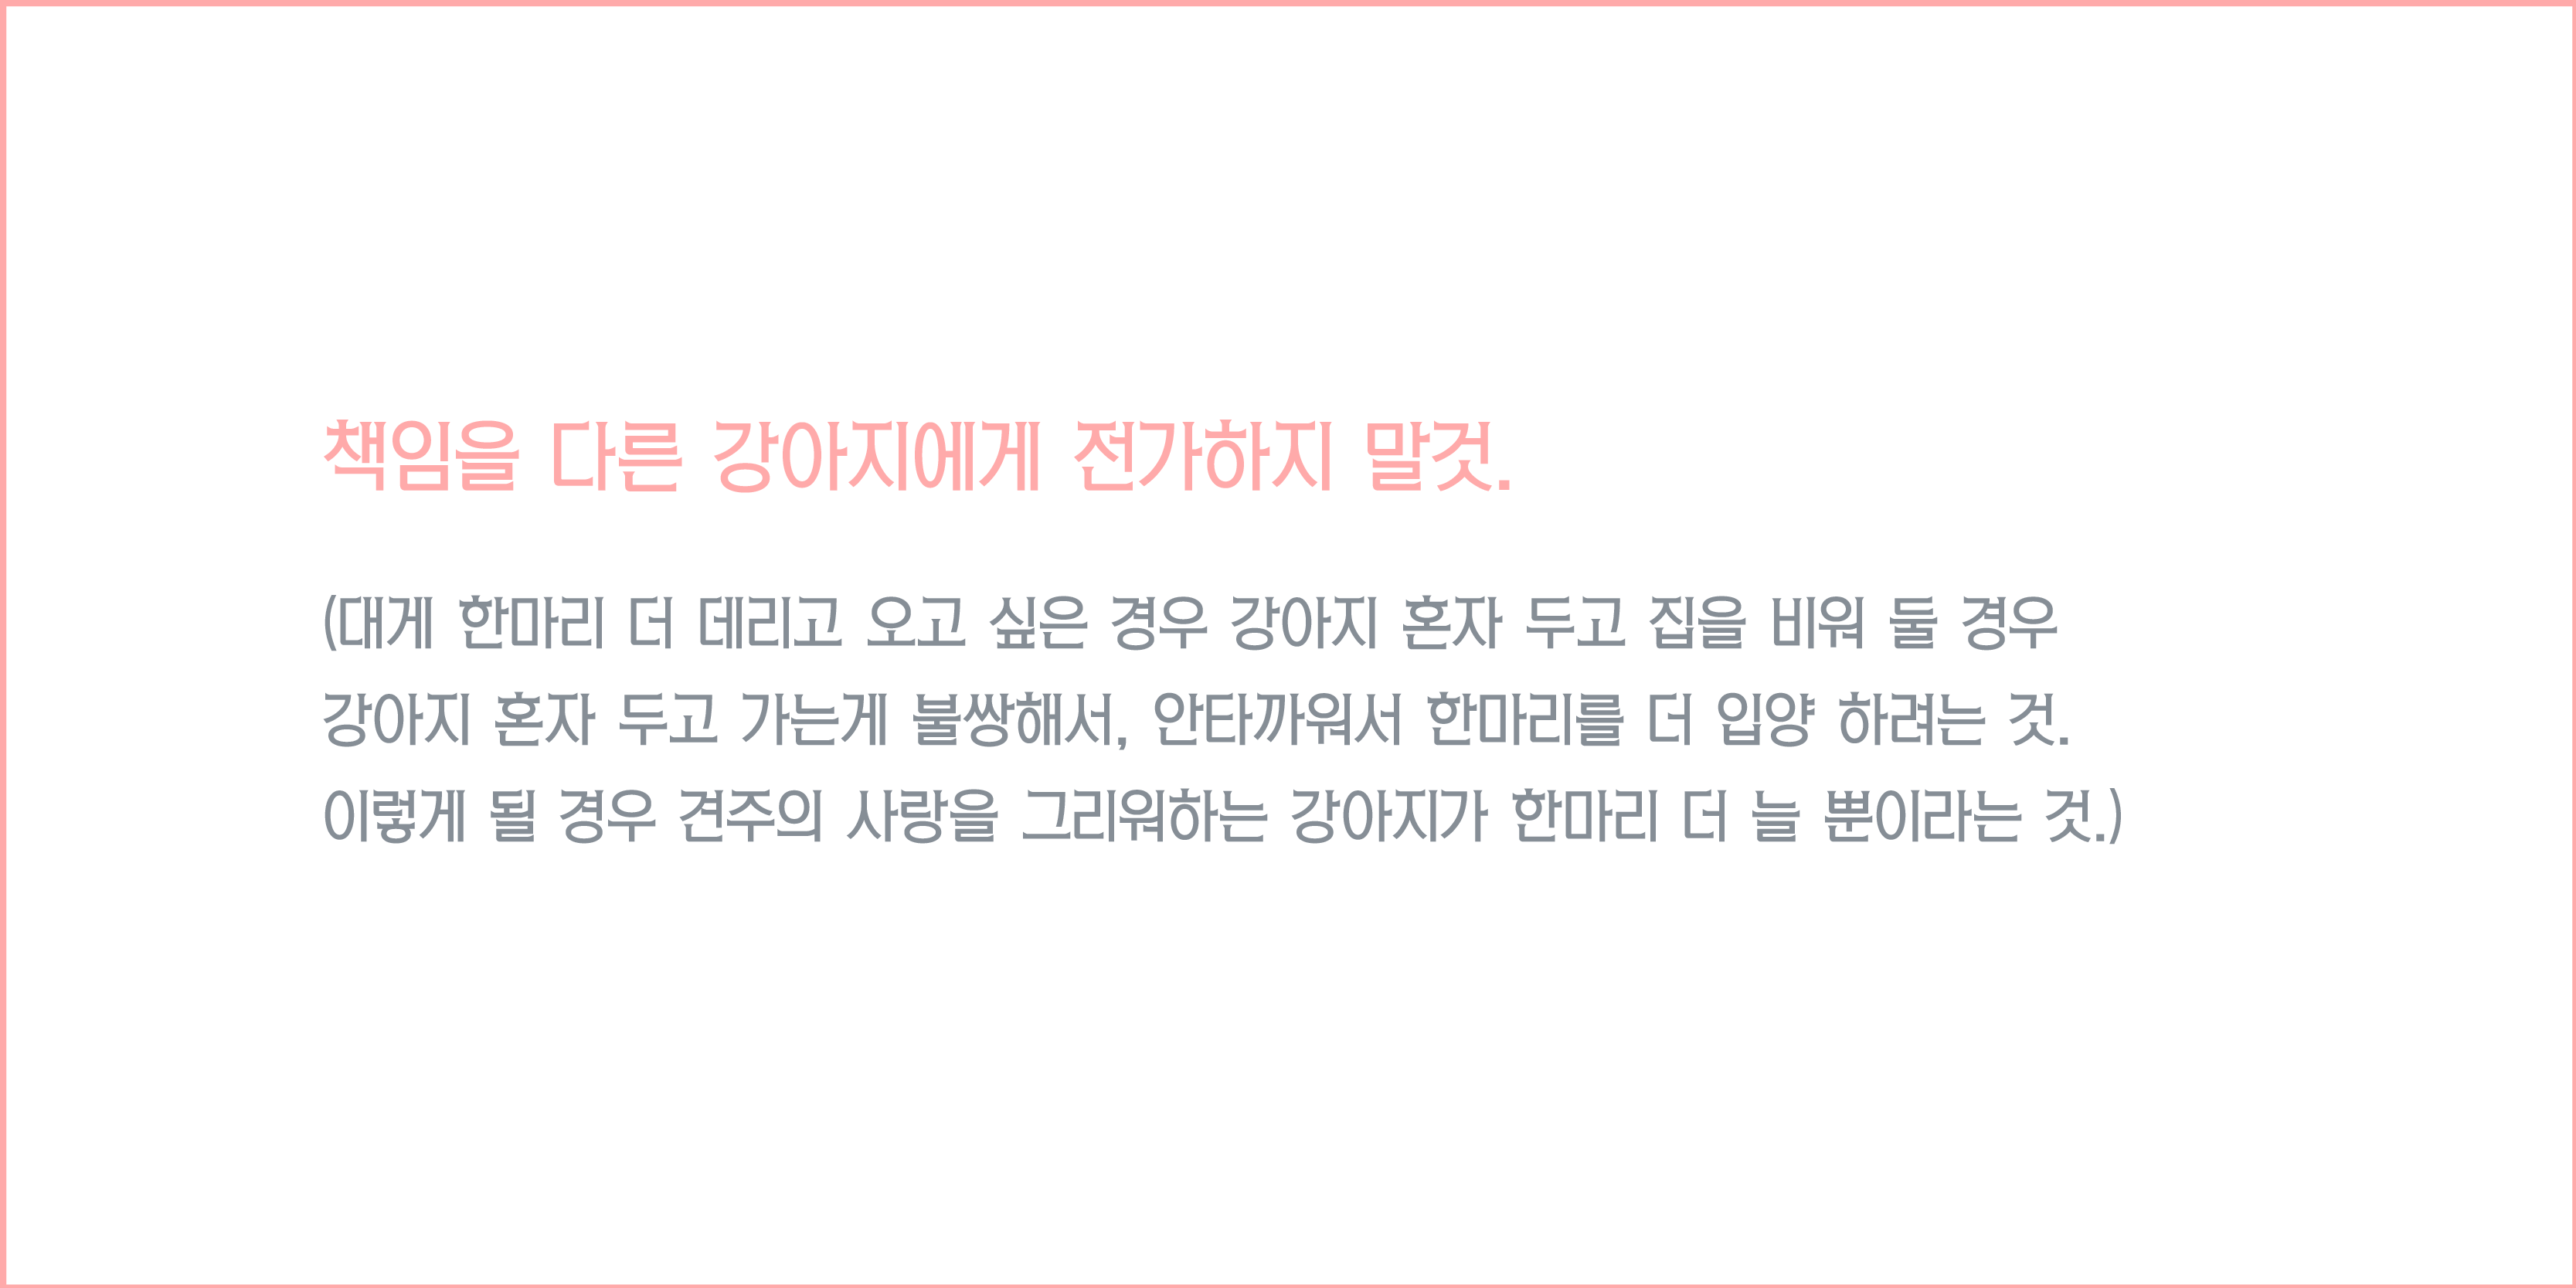 책임을 다른 강아지에게 전가하지 말것.
(대게 한마리 더 데리고 오고 싶은 경우 강아지 혼자 두고 집을 비워 둘 경우
강아지 혼자 두고 가는게 불쌍해서, 안타까워서 한마리를 더 입양 하려는 것.
이렇게 될 경우 견주의 사랑을 그리워하는 강아지가 한마리 더 늘 뿐이라는 것.)